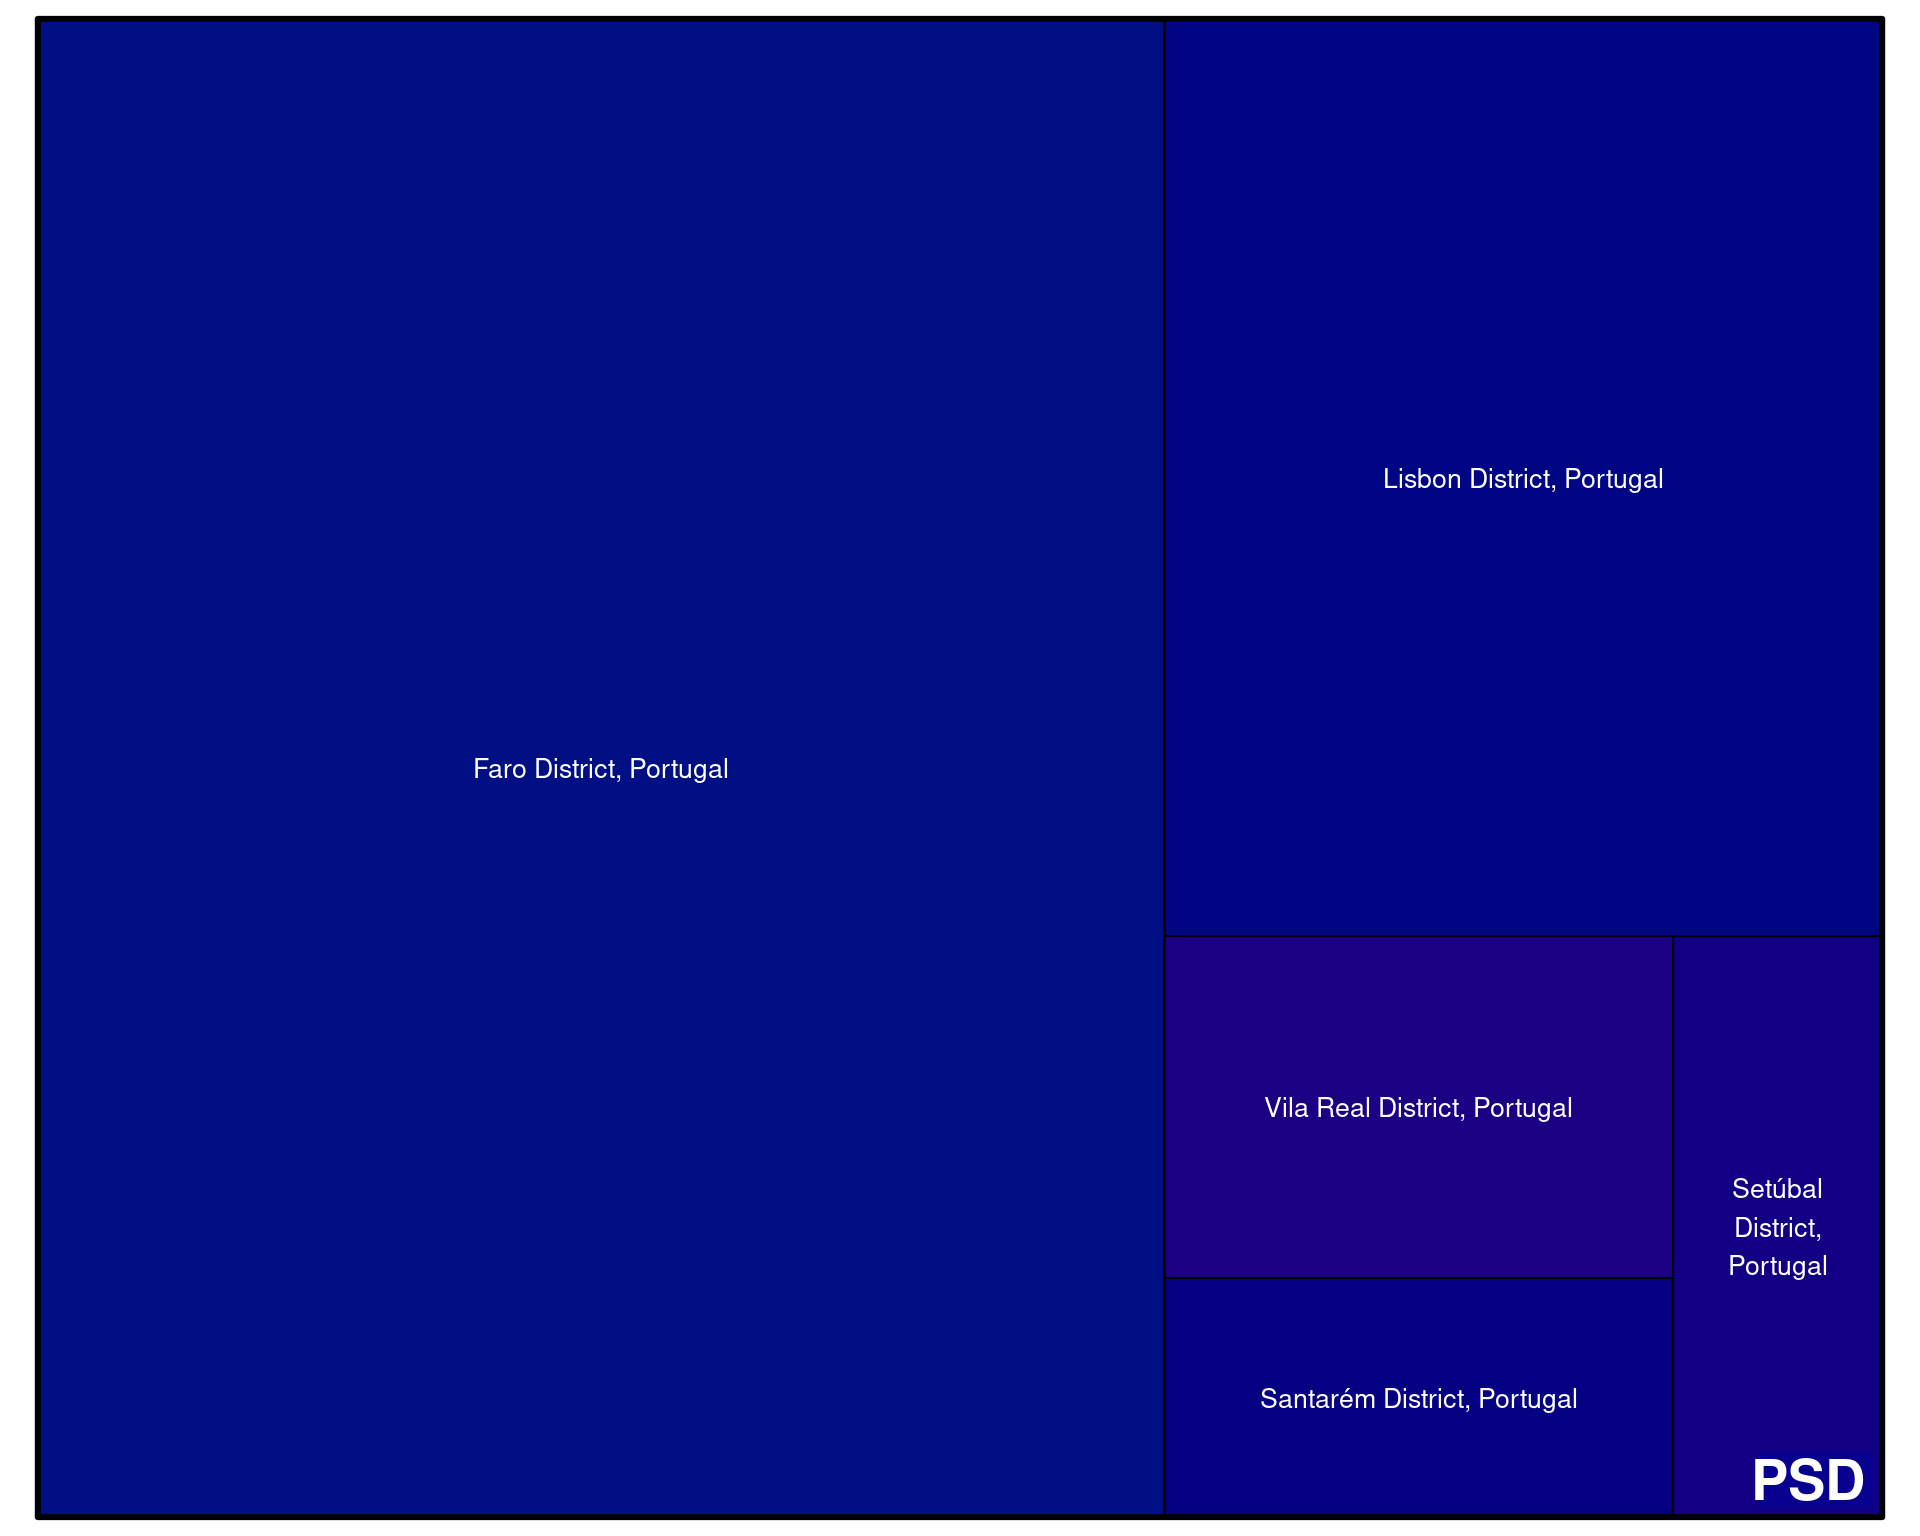 Faro District, Portugal
Lisbon District, Portugal
Vila Real District, Portugal
Setúbal
District,
Portugal
Santarém District, Portugal
PSD